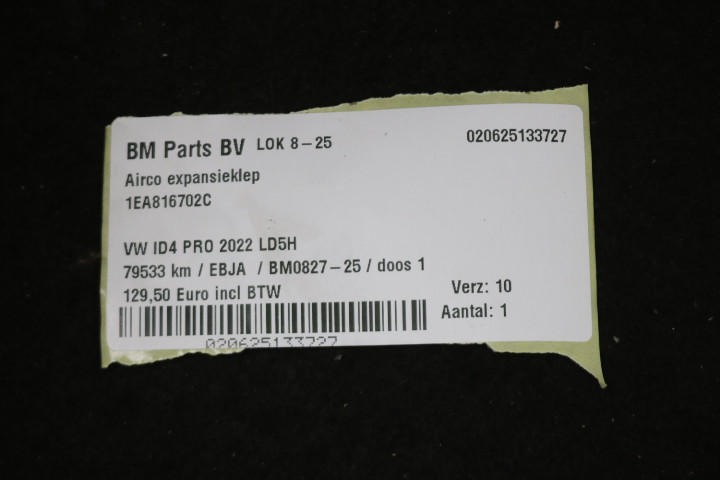 BM Parts BV LOK 8-25 020625133727
Airco expansieklep
1EA816702C
VW ID4 PRO 2022 LD5H
79533 km / EBJA / BM0827-25 / doos 1
129,50 Euro incl BTW Verz: 10
Aantal: 1
020625133727